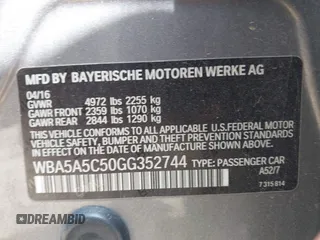 MFD BY BAYERISCHE MOTOREN WERKE AG
04/16
GVWR 4972 lbs 2255 kg
GAWR FRONT 2359 lbs 1070 kg
GAWR REAR 2844 lbs 1290 kg
THIS VEHICLE CONFORMS TO ALL APPLICABLE
U.S. FEDERAL MOTOR VEHICLE SAFETY,
BUMPER, AND THEFT PREVENTION
STANDARDS IN EFFECT ON THE DATE OF
MANUFACTURE SHOWN ABOVE.
WBA5A5C50GG352744 TYPE: PASSENGER CAR
A52/7
7 315 814
DREAMBID